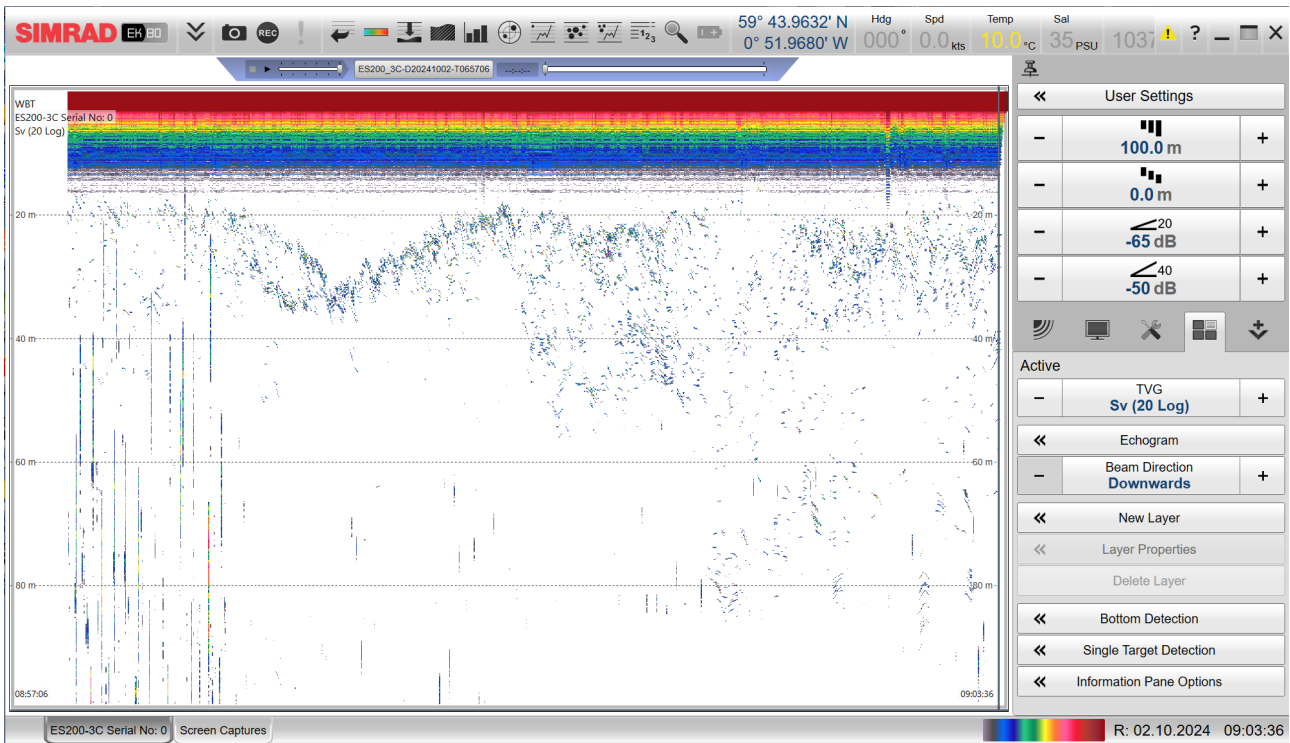 SIMRAD EK80
REC
59° 43.9632' N
0° 51.9680' W
Hdg
000°
Spd
0.0 kts
Temp
10.0 °C
Sal
35 PSU
1037
?
ES200_3C-D20241002-T065706
--:--:--
WBT
ES200-3C Serial No: 0
Sv (20 Log)
20 m
20 m
40 m
40 m
60 m
60 m
80 m
80 m
08:57:06
09:03:36
User Settings
- 100.0 m +
- 0.0 m +
- 20 +
-65 dB
- 40 +
-50 dB
Active
TVG
- Sv (20 Log) +
Echogram
Beam Direction
- Downwards +
New Layer
Layer Properties
Delete Layer
Bottom Detection
Single Target Detection
Information Pane Options
ES200-3C Serial No: 0
Screen Captures
R: 02.10.2024 09:03:36